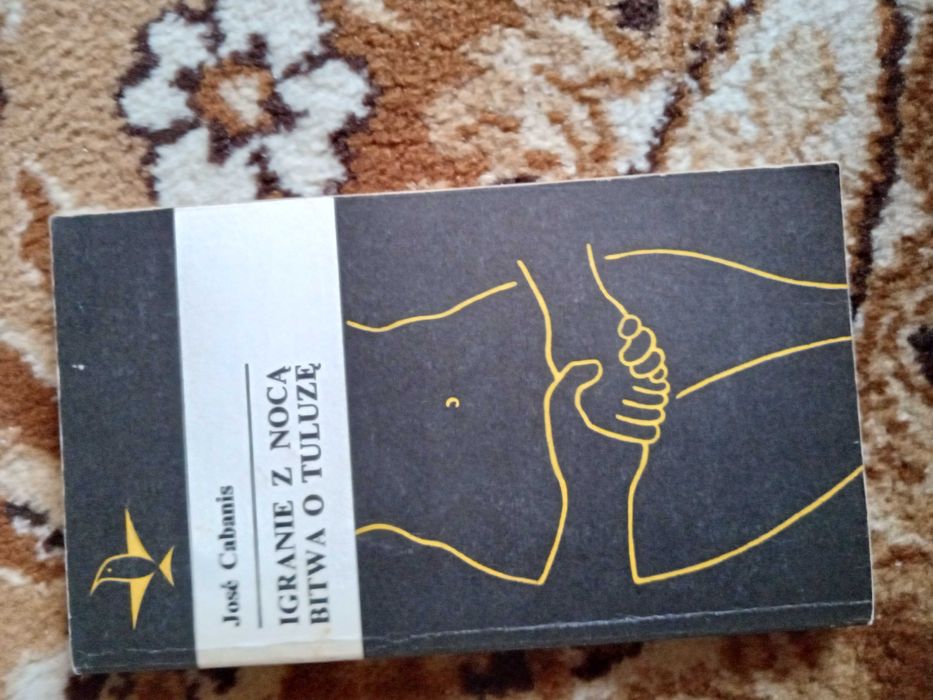 José Cabanis
IGRANIE Z NOCĄ
BITWA O TULUZĘ